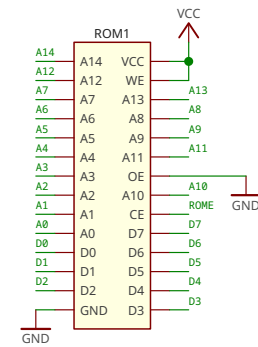 VCC
ROM1
A14 A14 VCC
A12 A12 WE
A7 A7 A13 A13
A6 A6 A8 A8
A5 A5 A9 A9
A4 A4 A11 A11
A3 A3 OE
A2 A2 A10 A10
A1 A1 CE ROME
GND
A0 A0 D7 D7
D0 D0 D6 D6
D1 D1 D5 D5
D2 D2 D4 D4
GND D3 D3
GND